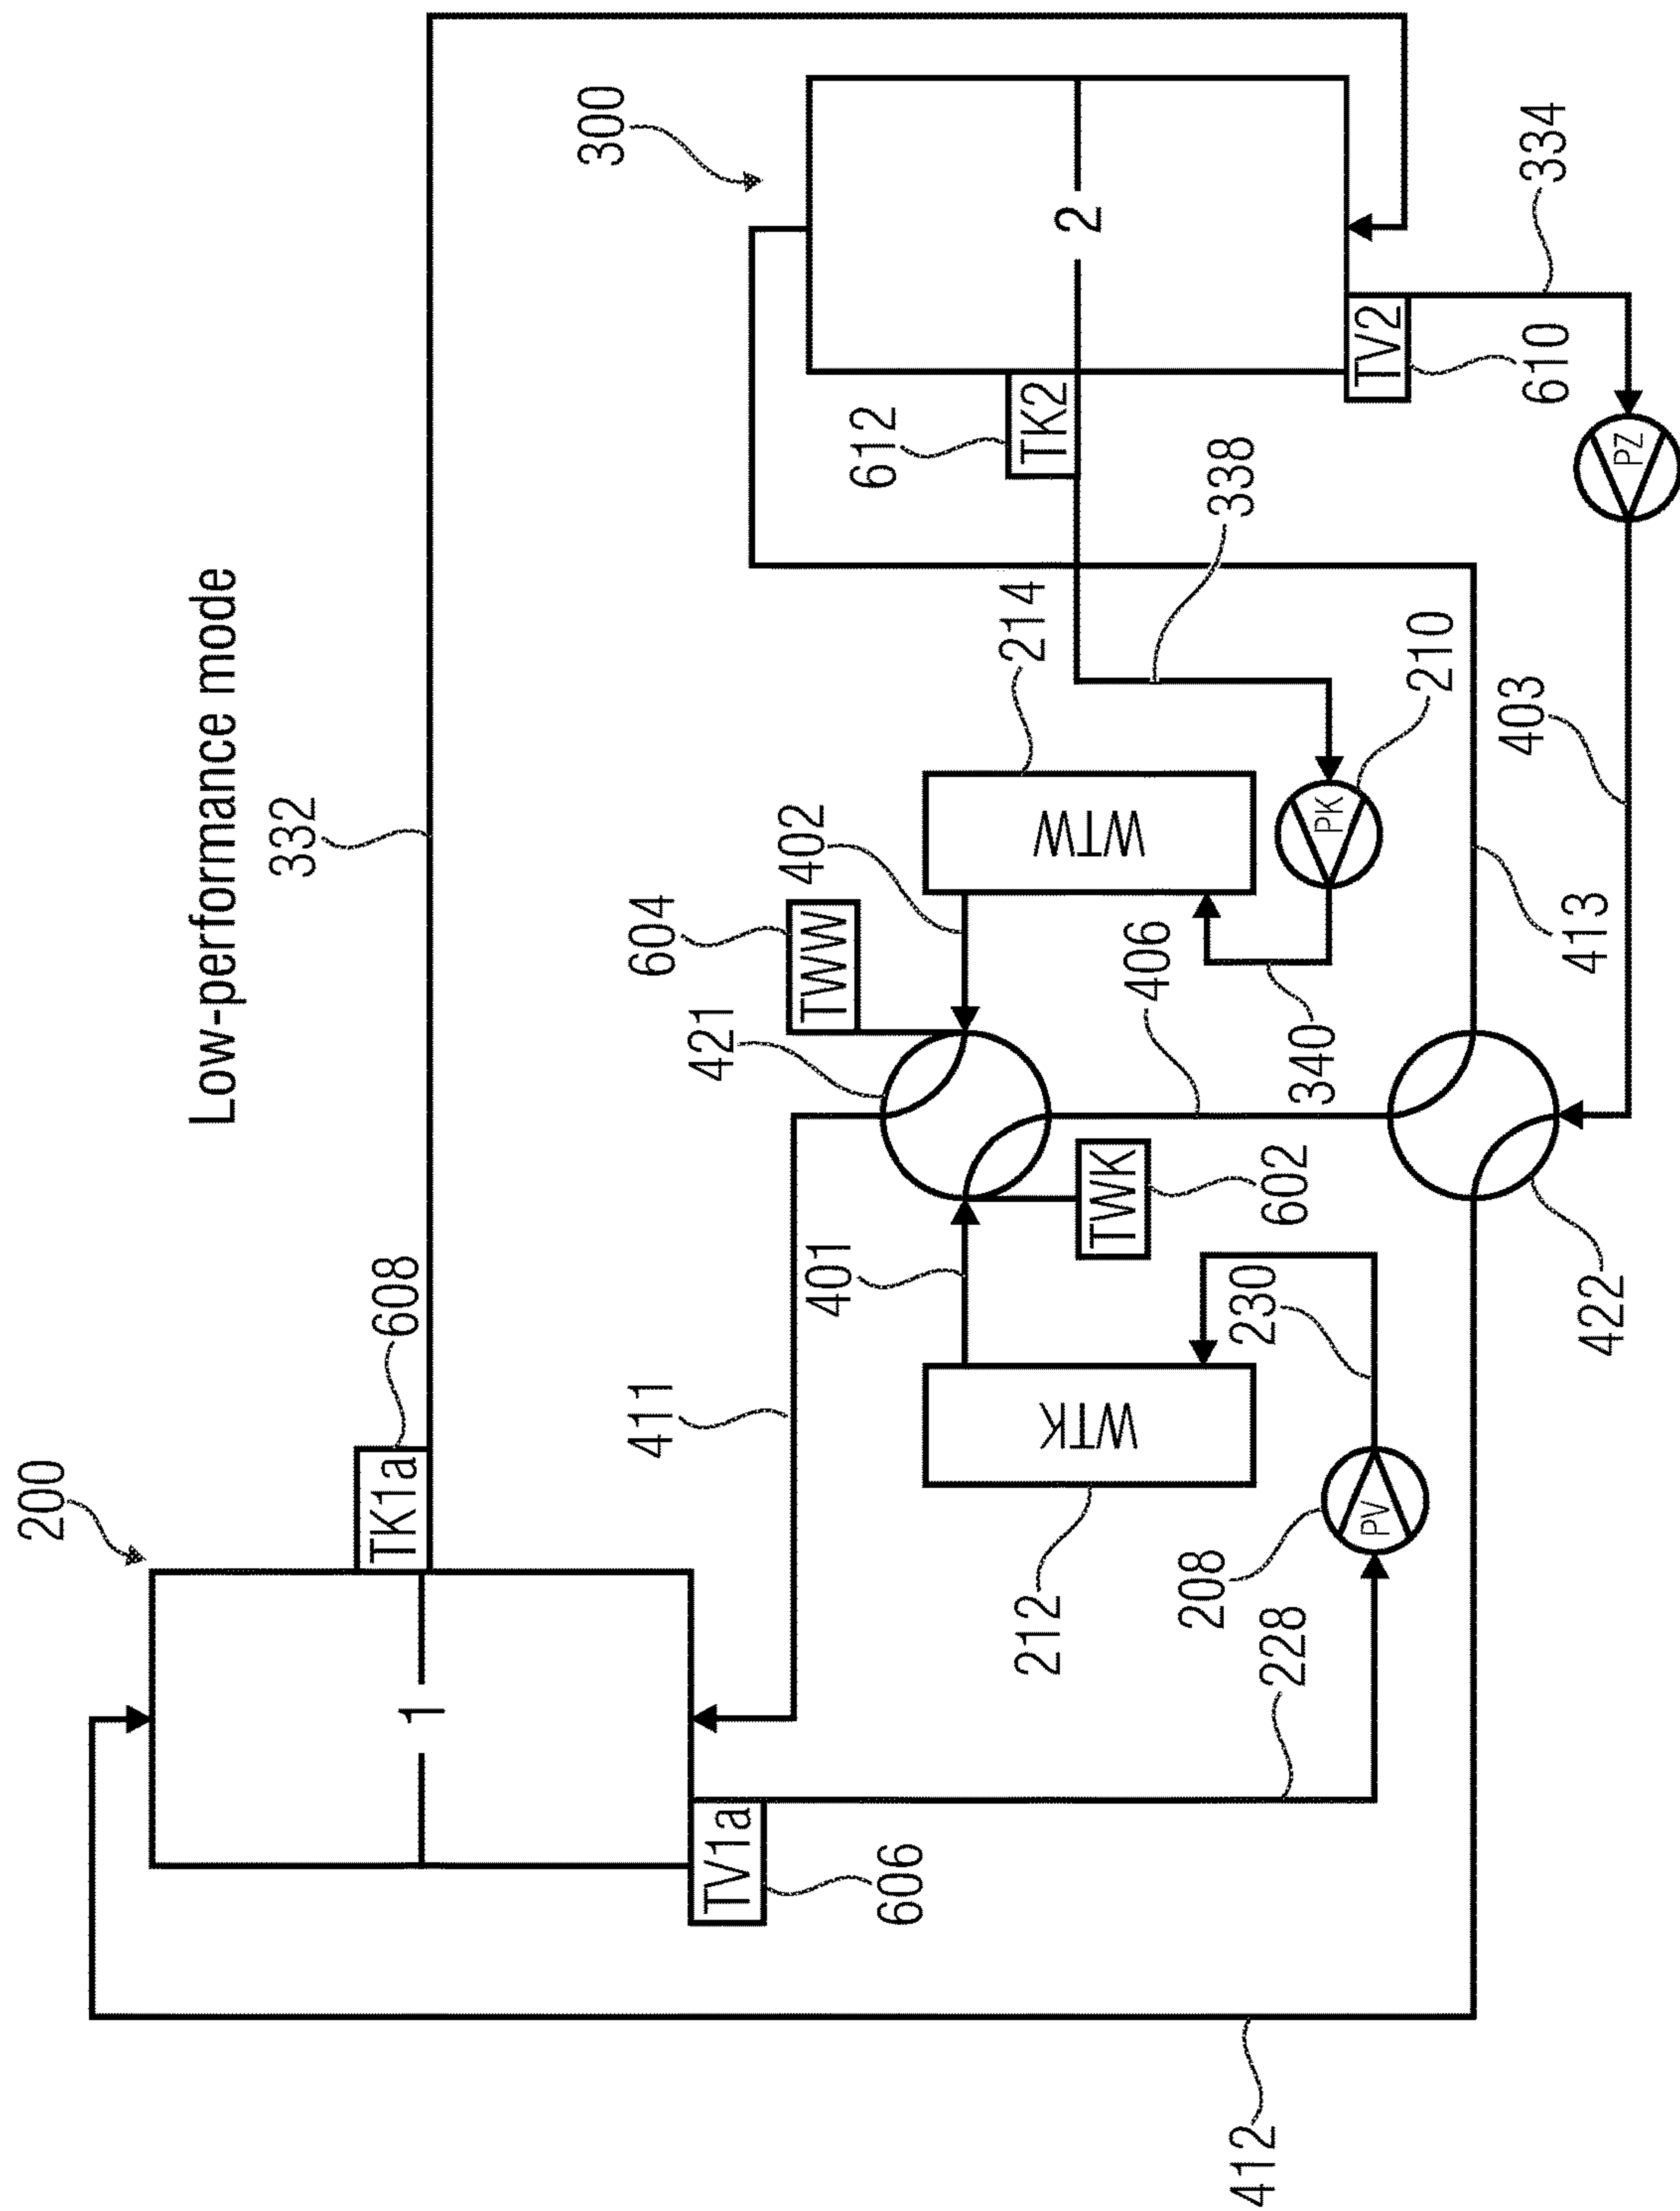 Low-performance mode
200
TK1a
608
332
1
TV1a
606
411
604
TWW
421
402
401
TWK
602
WTK
212
WTW
214
406
340
PK
210
338
300
2
TK2
612
TV2
610
334
PZ
403
413
422
230
PV
208
228
412